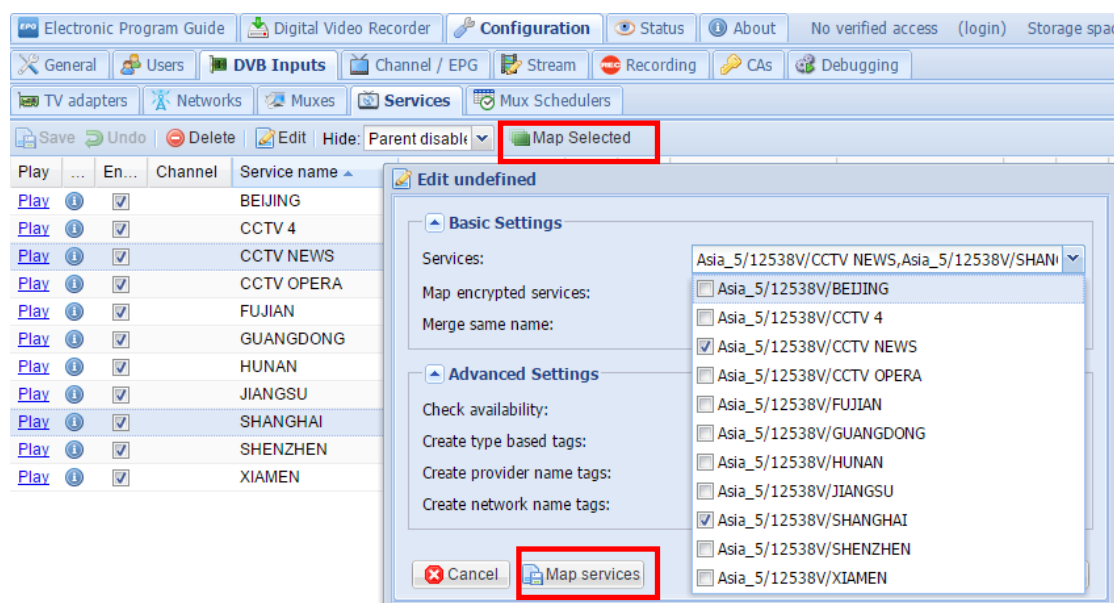 EPG Electronic Program Guide Digital Video Recorder Configuration Status About No verified access (login) Storage spac
General Users DVB Inputs Channel / EPG Stream REC Recording CAs Debugging
TV adapters Networks Muxes Services Mux Schedulers
Save Undo Delete Edit Hide: Parent disable Map Selected
Play ... En... Channel Service name
Play BEIJING
Play CCTV 4
Play CCTV NEWS
Play CCTV OPERA
Play FUJIAN
Play GUANGDONG
Play HUNAN
Play JIANGSU
Play SHANGHAI
Play SHENZHEN
Play XIAMEN
Edit undefined
Basic Settings
Services: Asia_5/12538V/CCTV NEWS,Asia_5/12538V/SHAN
Map encrypted services:
Merge same name:
Advanced Settings
Check availability:
Create type based tags:
Create provider name tags:
Create network name tags:
Asia_5/12538V/BEIJING
Asia_5/12538V/CCTV 4
Asia_5/12538V/CCTV NEWS
Asia_5/12538V/CCTV OPERA
Asia_5/12538V/FUJIAN
Asia_5/12538V/GUANGDONG
Asia_5/12538V/HUNAN
Asia_5/12538V/JIANGSU
Asia_5/12538V/SHANGHAI
Asia_5/12538V/SHENZHEN
Asia_5/12538V/XIAMEN
Cancel Map services